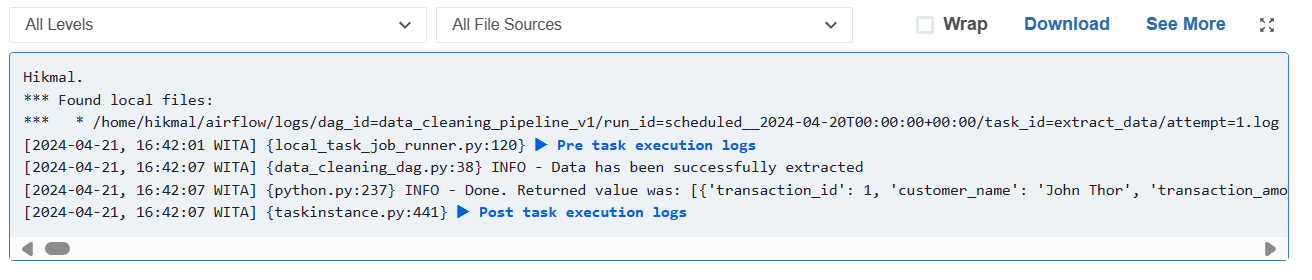 All Levels All File Sources Wrap Download See More
Hikmal.
*** Found local files:
***   * /home/hikmal/airflow/logs/dag_id=data_cleaning_pipeline_v1/run_id=scheduled__2024-04-20T00:00:00+00:00/task_id=extract_data/attempt=1.log
[2024-04-21, 16:42:01 WITA] {local_task_job_runner.py:120} ▶ Pre task execution logs
[2024-04-21, 16:42:07 WITA] {data_cleaning_dag.py:38} INFO - Data has been successfully extracted
[2024-04-21, 16:42:07 WITA] {python.py:237} INFO - Done. Returned value was: [{'transaction_id': 1, 'customer_name': 'John Thor', 'transaction_amo
[2024-04-21, 16:42:07 WITA] {taskinstance.py:441} ▶ Post task execution logs